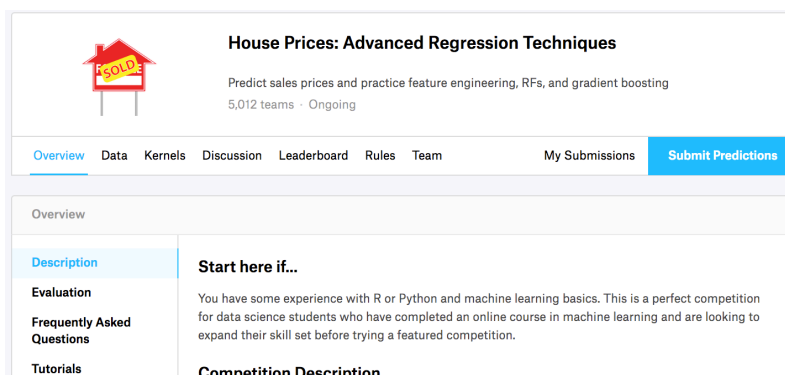 SOLD
House Prices: Advanced Regression Techniques
Predict sales prices and practice feature engineering, RFs, and gradient boosting
5,012 teams · Ongoing
Overview Data Kernels Discussion Leaderboard Rules Team My Submissions Submit Predictions
Overview
Description
Evaluation
Frequently Asked
Questions
Tutorials
Start here if...
You have some experience with R or Python and machine learning basics. This is a perfect competition
for data science students who have completed an online course in machine learning and are looking to
expand their skill set before trying a featured competition.
Competition Description